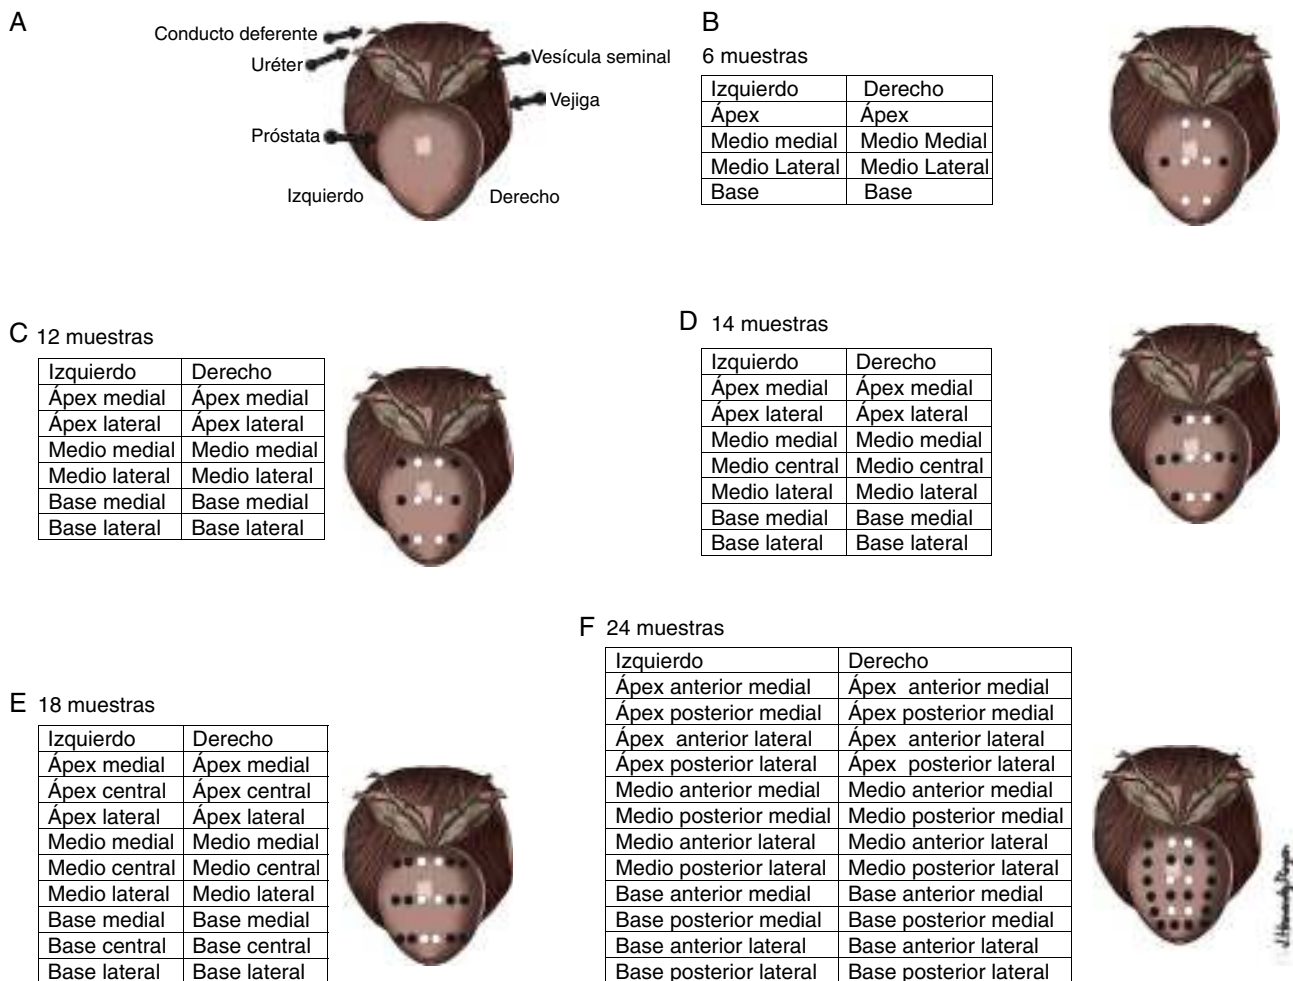 A
Conducto deferente
Uréter
Vesícula seminal
Vejiga
Próstata
Izquierdo Derecho
B
6 muestras
Izquierdo Derecho
Ápex Ápex
Medio medial Medio Medial
Medio Lateral Medio Lateral
Base Base
C 12 muestras
Izquierdo Derecho
Ápex medial Ápex medial
Ápex lateral Ápex lateral
Medio medial Medio medial
Medio lateral Medio lateral
Base medial Base medial
Base lateral Base lateral
D 14 muestras
Izquierdo Derecho
Ápex medial Ápex medial
Ápex lateral Ápex lateral
Medio medial Medio medial
Medio central Medio central
Medio lateral Medio lateral
Base medial Base medial
Base lateral Base lateral
E 18 muestras
Izquierdo Derecho
Ápex medial Ápex medial
Ápex central Ápex central
Ápex lateral Ápex lateral
Medio medial Medio medial
Medio central Medio central
Medio lateral Medio lateral
Base medial Base medial
Base central Base central
Base lateral Base lateral
F 24 muestras
Izquierdo Derecho
Ápex anterior medial Ápex anterior medial
Ápex posterior medial Ápex posterior medial
Ápex anterior lateral Ápex anterior lateral
Ápex posterior lateral Ápex posterior lateral
Medio anterior medial Medio anterior medial
Medio posterior medial Medio posterior medial
Medio anterior lateral Medio anterior lateral
Medio posterior lateral Medio posterior lateral
Base anterior medial Base anterior medial
Base posterior medial Base posterior medial
Base anterior lateral Base anterior lateral
Base posterior lateral Base posterior lateral